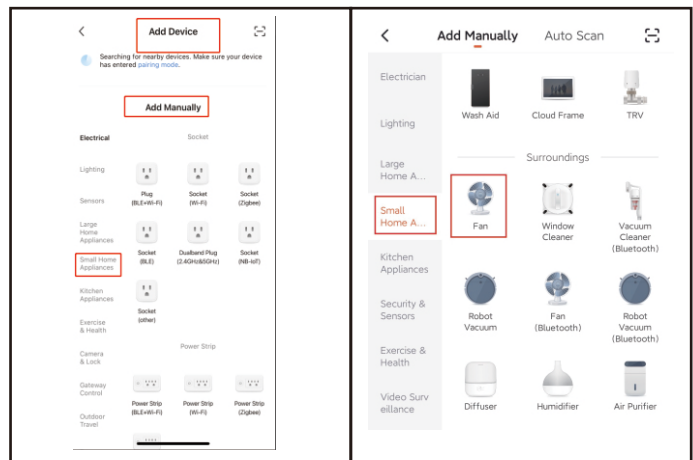 Add Device
Searching for nearby devices. Make sure your device
has entered pairing mode.
Add Manually
Electrical
Socket
Lighting
Plug
(BLE+Wi-Fi)
Socket
(Wi-Fi)
Socket
(Zigbee)
Sensors
Large
Home
Appliances
Socket
(BLE)
Dualband Plug
(2.4GHz&5GHz)
Socket
(NB-IoT)
Small Home
Appliances
Kitchen
Appliances
Socket
(other)
Exercise
& Health
Power Strip
Camera
& Lock
Gateway
Control
Power Strip
(BLE+Wi-Fi)
Power Strip
(Wi-Fi)
Power Strip
(Zigbee)
Outdoor
Travel
Add Manually
Auto Scan
Electrician
Wash Aid
Cloud Frame
TRV
Lighting
Surroundings
Large
Home A...
Small
Home A...
Fan
Window
Cleaner
Vacuum
Cleaner
(Bluetooth)
Kitchen
Appliances
Security &
Sensors
Robot
Vacuum
Fan
(Bluetooth)
Robot
Vacuum
(Bluetooth)
Exercise &
Health
Video Surv
eillance
Diffuser
Humidifier
Air Purifier